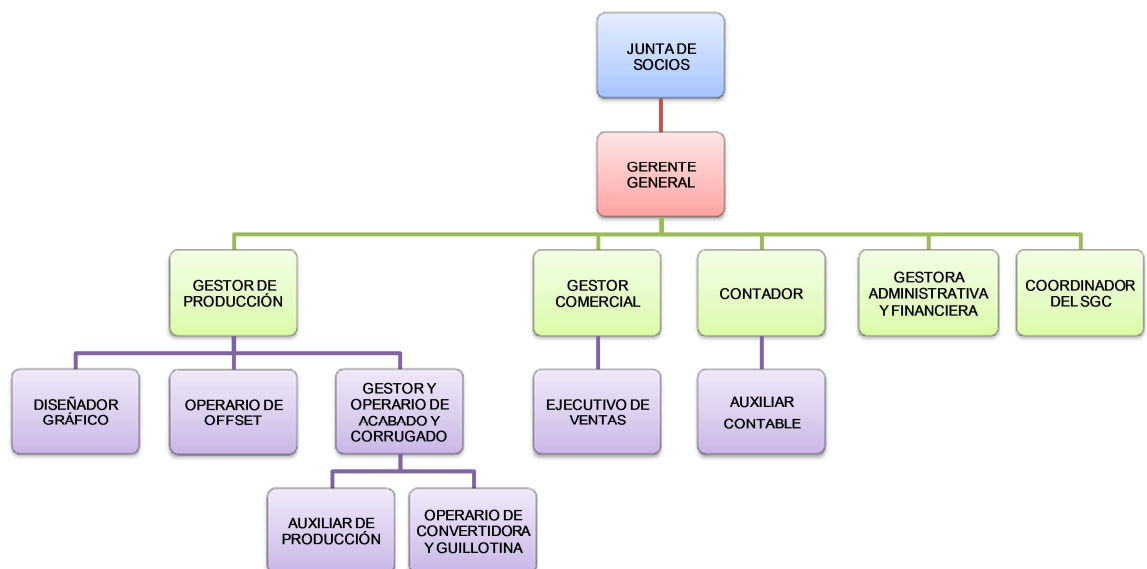 JUNTA DE
SOCIOS
GERENTE
GENERAL
GESTOR DE
PRODUCCIÓN
GESTOR
COMERCIAL
CONTADOR
GESTORA
ADMINISTRATIVA
Y FINANCIERA
COORDINADOR
DEL SGC
DISEÑADOR
GRÁFICO
OPERARIO DE
OFFSET
GESTOR Y
OPERARIO DE
ACABADO Y
CORRUGADO
EJECUTIVO DE
VENTAS
AUXILIAR
CONTABLE
AUXILIAR DE
PRODUCCIÓN
OPERARIO DE
CONVERTIDORA
Y GUILLOTINA